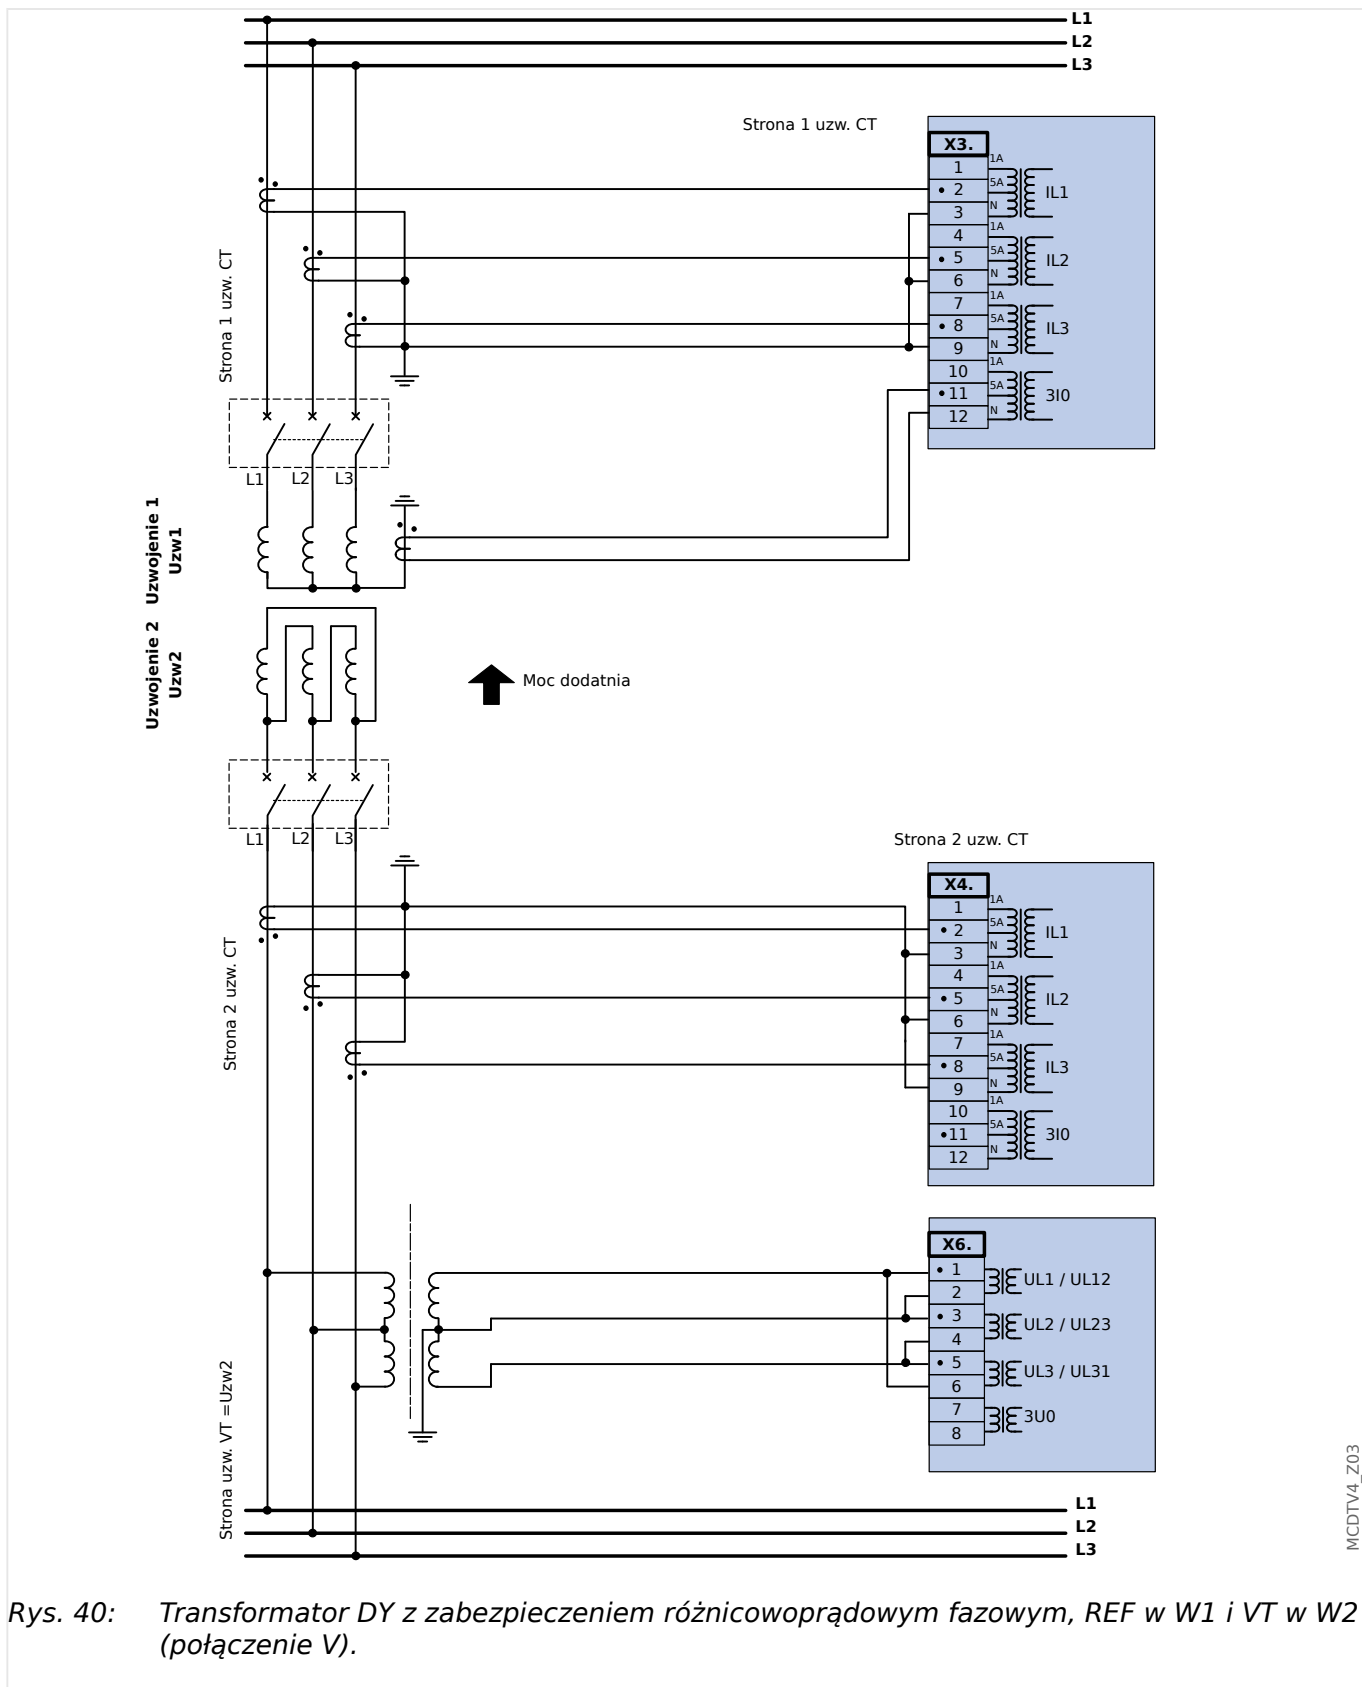 L1
L2
L3
Strona 1 uzw. CT
X3.
1
2
3
4
5
6
7
8
9
10
11
12
1A
5A
N
1A
5A
N
1A
5A
N
1A
5A
N
IL1
IL2
IL3
3I0
Strona 1 uzw. CT
L1 L2 L3
Uzwojenie 1
Uzw1
Uzwojenie 2
Uzw2
Moc dodatnia
L1 L2 L3
Strona 2 uzw. CT
Strona 2 uzw. CT
X4.
1
2
3
4
5
6
7
8
9
10
11
12
1A
5A
N
1A
5A
N
1A
5A
N
1A
5A
N
IL1
IL2
IL3
3I0
X6.
1
2
3
4
5
6
7
8
UL1 / UL12
UL2 / UL23
UL3 / UL31
3U0
Strona uzw. VT =Uzw2
L1
L2
L3
MCDTV4_Z03
Rys. 40: Transformator DY z zabezpieczeniem różnicowoprądowym fazowym, REF w W1 i VT w W2
(połączenie V).